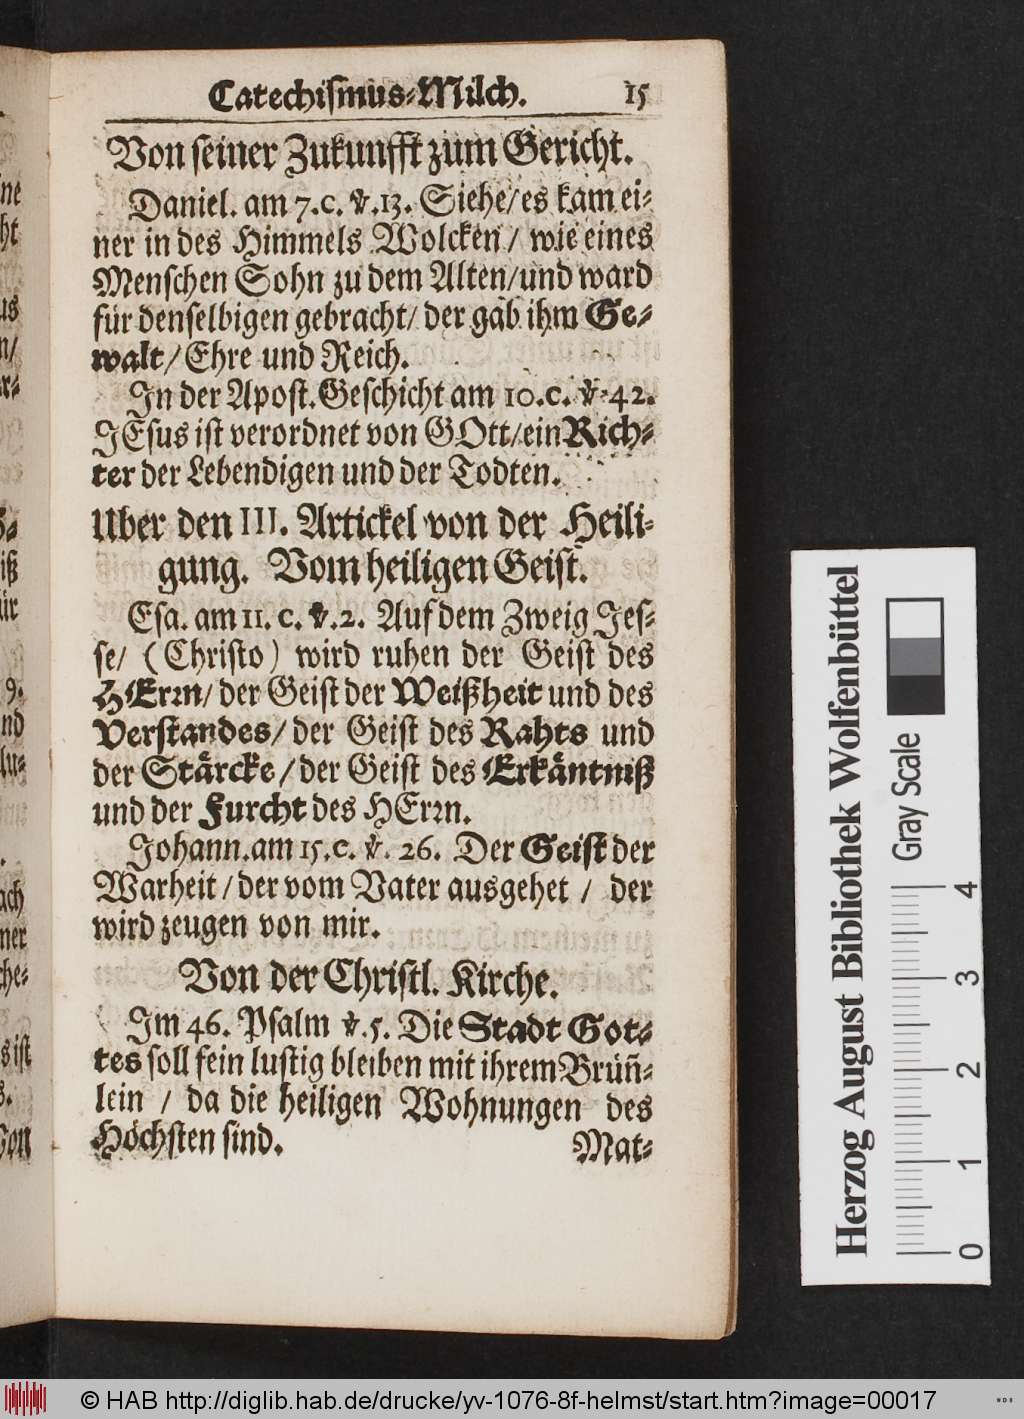 Catechismus-Milch. 15
Von seiner Zukunfft zum Gericht.
Daniel. am 7. c. v. 13. Siehe/ es kam ei-
ner in des Himmels Wolcken / wie eines
Menschen Sohn zu dem Alten/ und ward
für denselbigen gebracht/ der gab ihm Ge-
walt/ Ehre und Reich.
In der Apost. Geschicht am 10. c. v. 42.
JEsus ist verordnet von GOtt/ ein Rich-
ter der Lebendigen und der Todten.
Uber den III. Artickel von der Heili-
gung. Vom heiligen Geist.
Esa. am 11. c. v. 2. Auf dem Zweig Jes-
se/ (Christo) wird ruhen der Geist des
HErrn/ der Geist der Weißheit und des
Verstandes/ der Geist des Rahts und
der Stärcke/ der Geist des Erkäntniß
und der Furcht des HErrn.
Johann. am 15. c. v. 26. Der Geist der
Warheit/ der vom Vater ausgehet / der
wird zeugen von mir.
Von der Christl. Kirche.
Im 46. Psalm v. 5. Die Stadt Got-
tes soll fein lustig bleiben mit ihrem Brün̄-
lein / da die heiligen Wohnungen des
Höchsten sind.
Mat-
Herzog August Bibliothek Wolfenbüttel
Gray Scale
0 1 2 3 4
© HAB http://diglib.hab.de/drucke/yv-1076-8f-helmst/start.htm?image=00017